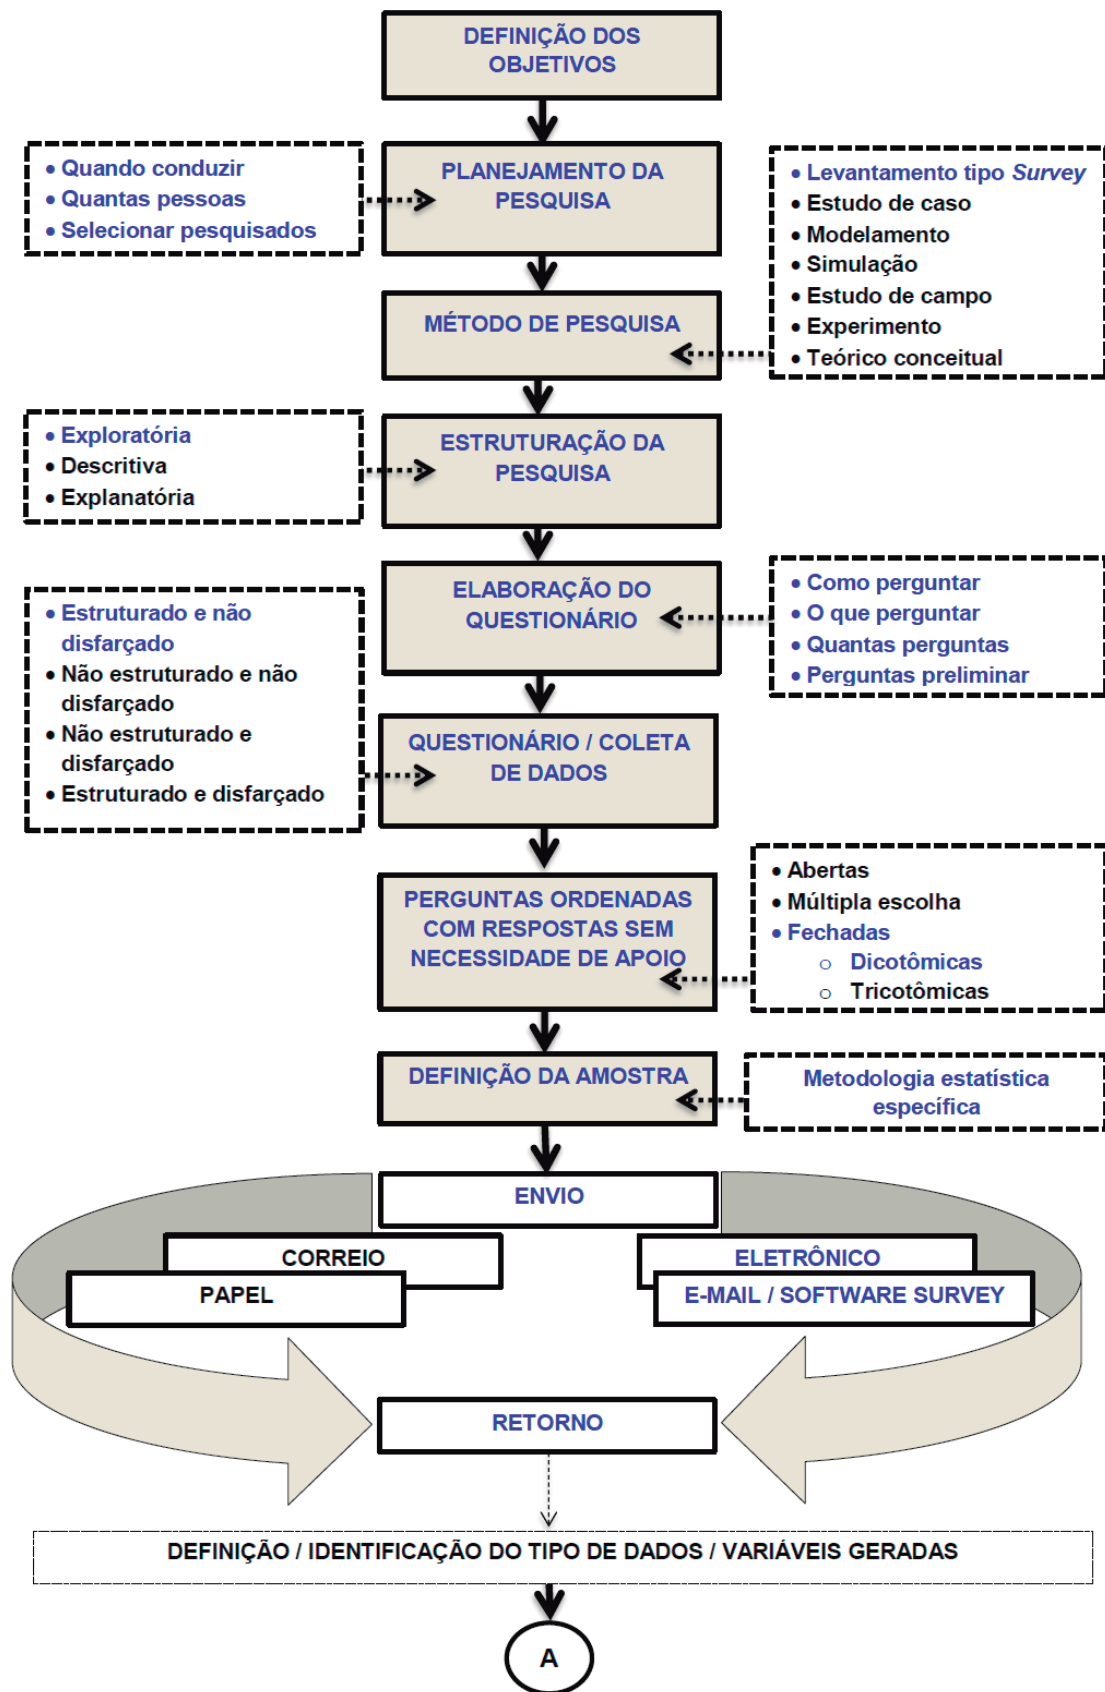 DEFINIÇÃO DOS
OBJETIVOS
• Quando conduzir
• Quantas pessoas
• Selecionar pesquisados
PLANEJAMENTO DA
PESQUISA
• Levantamento tipo Survey
• Estudo de caso
• Modelamento
• Simulação
• Estudo de campo
• Experimento
• Teórico conceitual
MÉTODO DE PESQUISA
• Exploratória
• Descritiva
• Explanatória
ESTRUTURAÇÃO DA
PESQUISA
ELABORAÇÃO DO
QUESTIONÁRIO
• Como perguntar
• O que perguntar
• Quantas perguntas
• Perguntas preliminar
• Estruturado e não
disfarçado
• Não estruturado e não
disfarçado
• Não estruturado e
disfarçado
• Estruturado e disfarçado
QUESTIONÁRIO / COLETA
DE DADOS
PERGUNTAS ORDENADAS
COM RESPOSTAS SEM
NECESSIDADE DE APOIO
• Abertas
• Múltipla escolha
• Fechadas
o Dicotômicas
o Tricotômicas
DEFINIÇÃO DA AMOSTRA
Metodologia estatística
específica
ENVIO
CORREIO
PAPEL
ELETRÔNICO
E-MAIL / SOFTWARE SURVEY
RETORNO
DEFINIÇÃO / IDENTIFICAÇÃO DO TIPO DE DADOS / VARIÁVEIS GERADAS
A